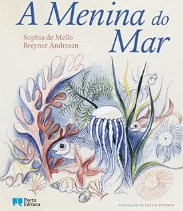 A Menina do
Mar
Sophia de Mello
Breyner Andresen
Porto
Editora